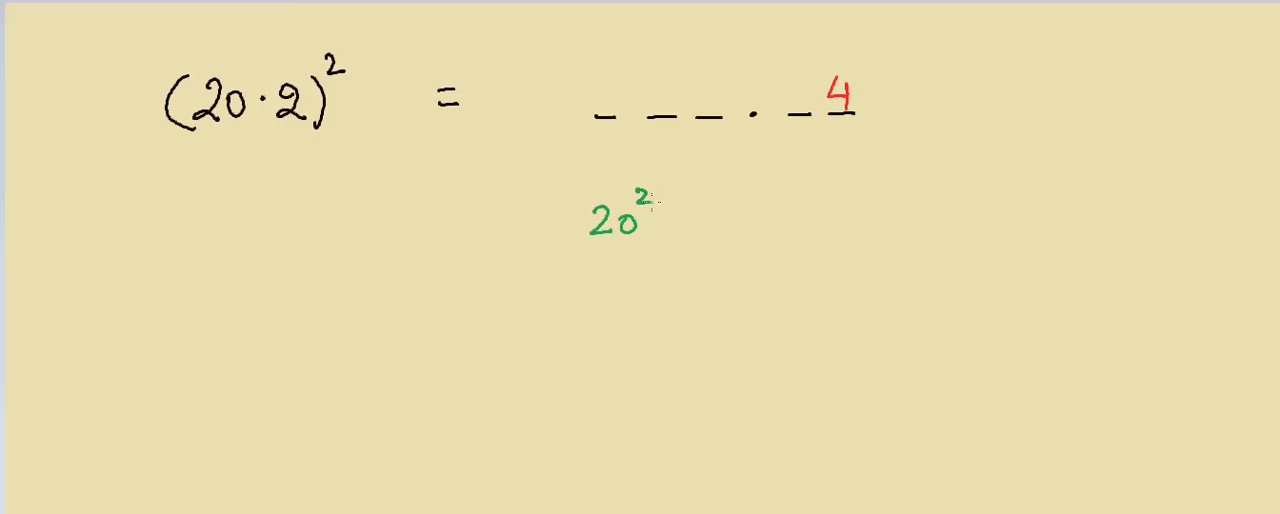 (20·2)² = _ _ _ . _ 4
20²